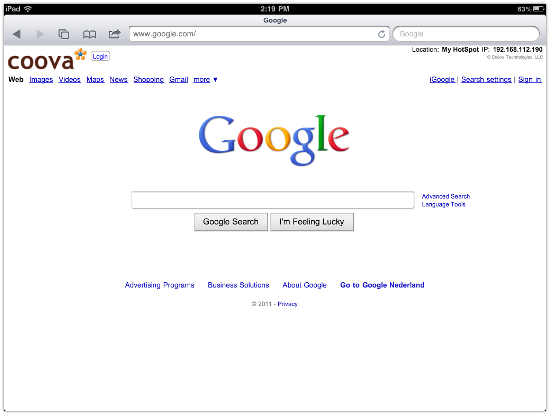 iPad 2:19 PM 63%
Google
www.google.com/ Google
coova Login Location: My HotSpot IP: 192.168.112.190
© Coova Technologies, LLC
Web Images Videos Maps News Shopping Gmail more ▼ iGoogle | Search settings | Sign in
Google
Advanced Search
Language Tools
Google Search I'm Feeling Lucky
Advertising Programs Business Solutions About Google Go to Google Nederland
© 2011 - Privacy